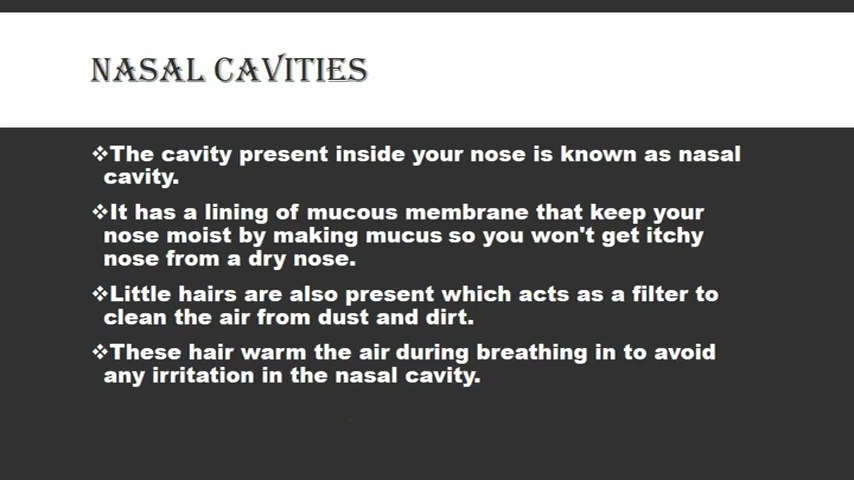 NASAL CAVITIES
❖The cavity present inside your nose is known as nasal
cavity.
❖It has a lining of mucous membrane that keep your
nose moist by making mucus so you won't get itchy
nose from a dry nose.
❖Little hairs are also present which acts as a filter to
clean the air from dust and dirt.
❖These hair warm the air during breathing in to avoid
any irritation in the nasal cavity.